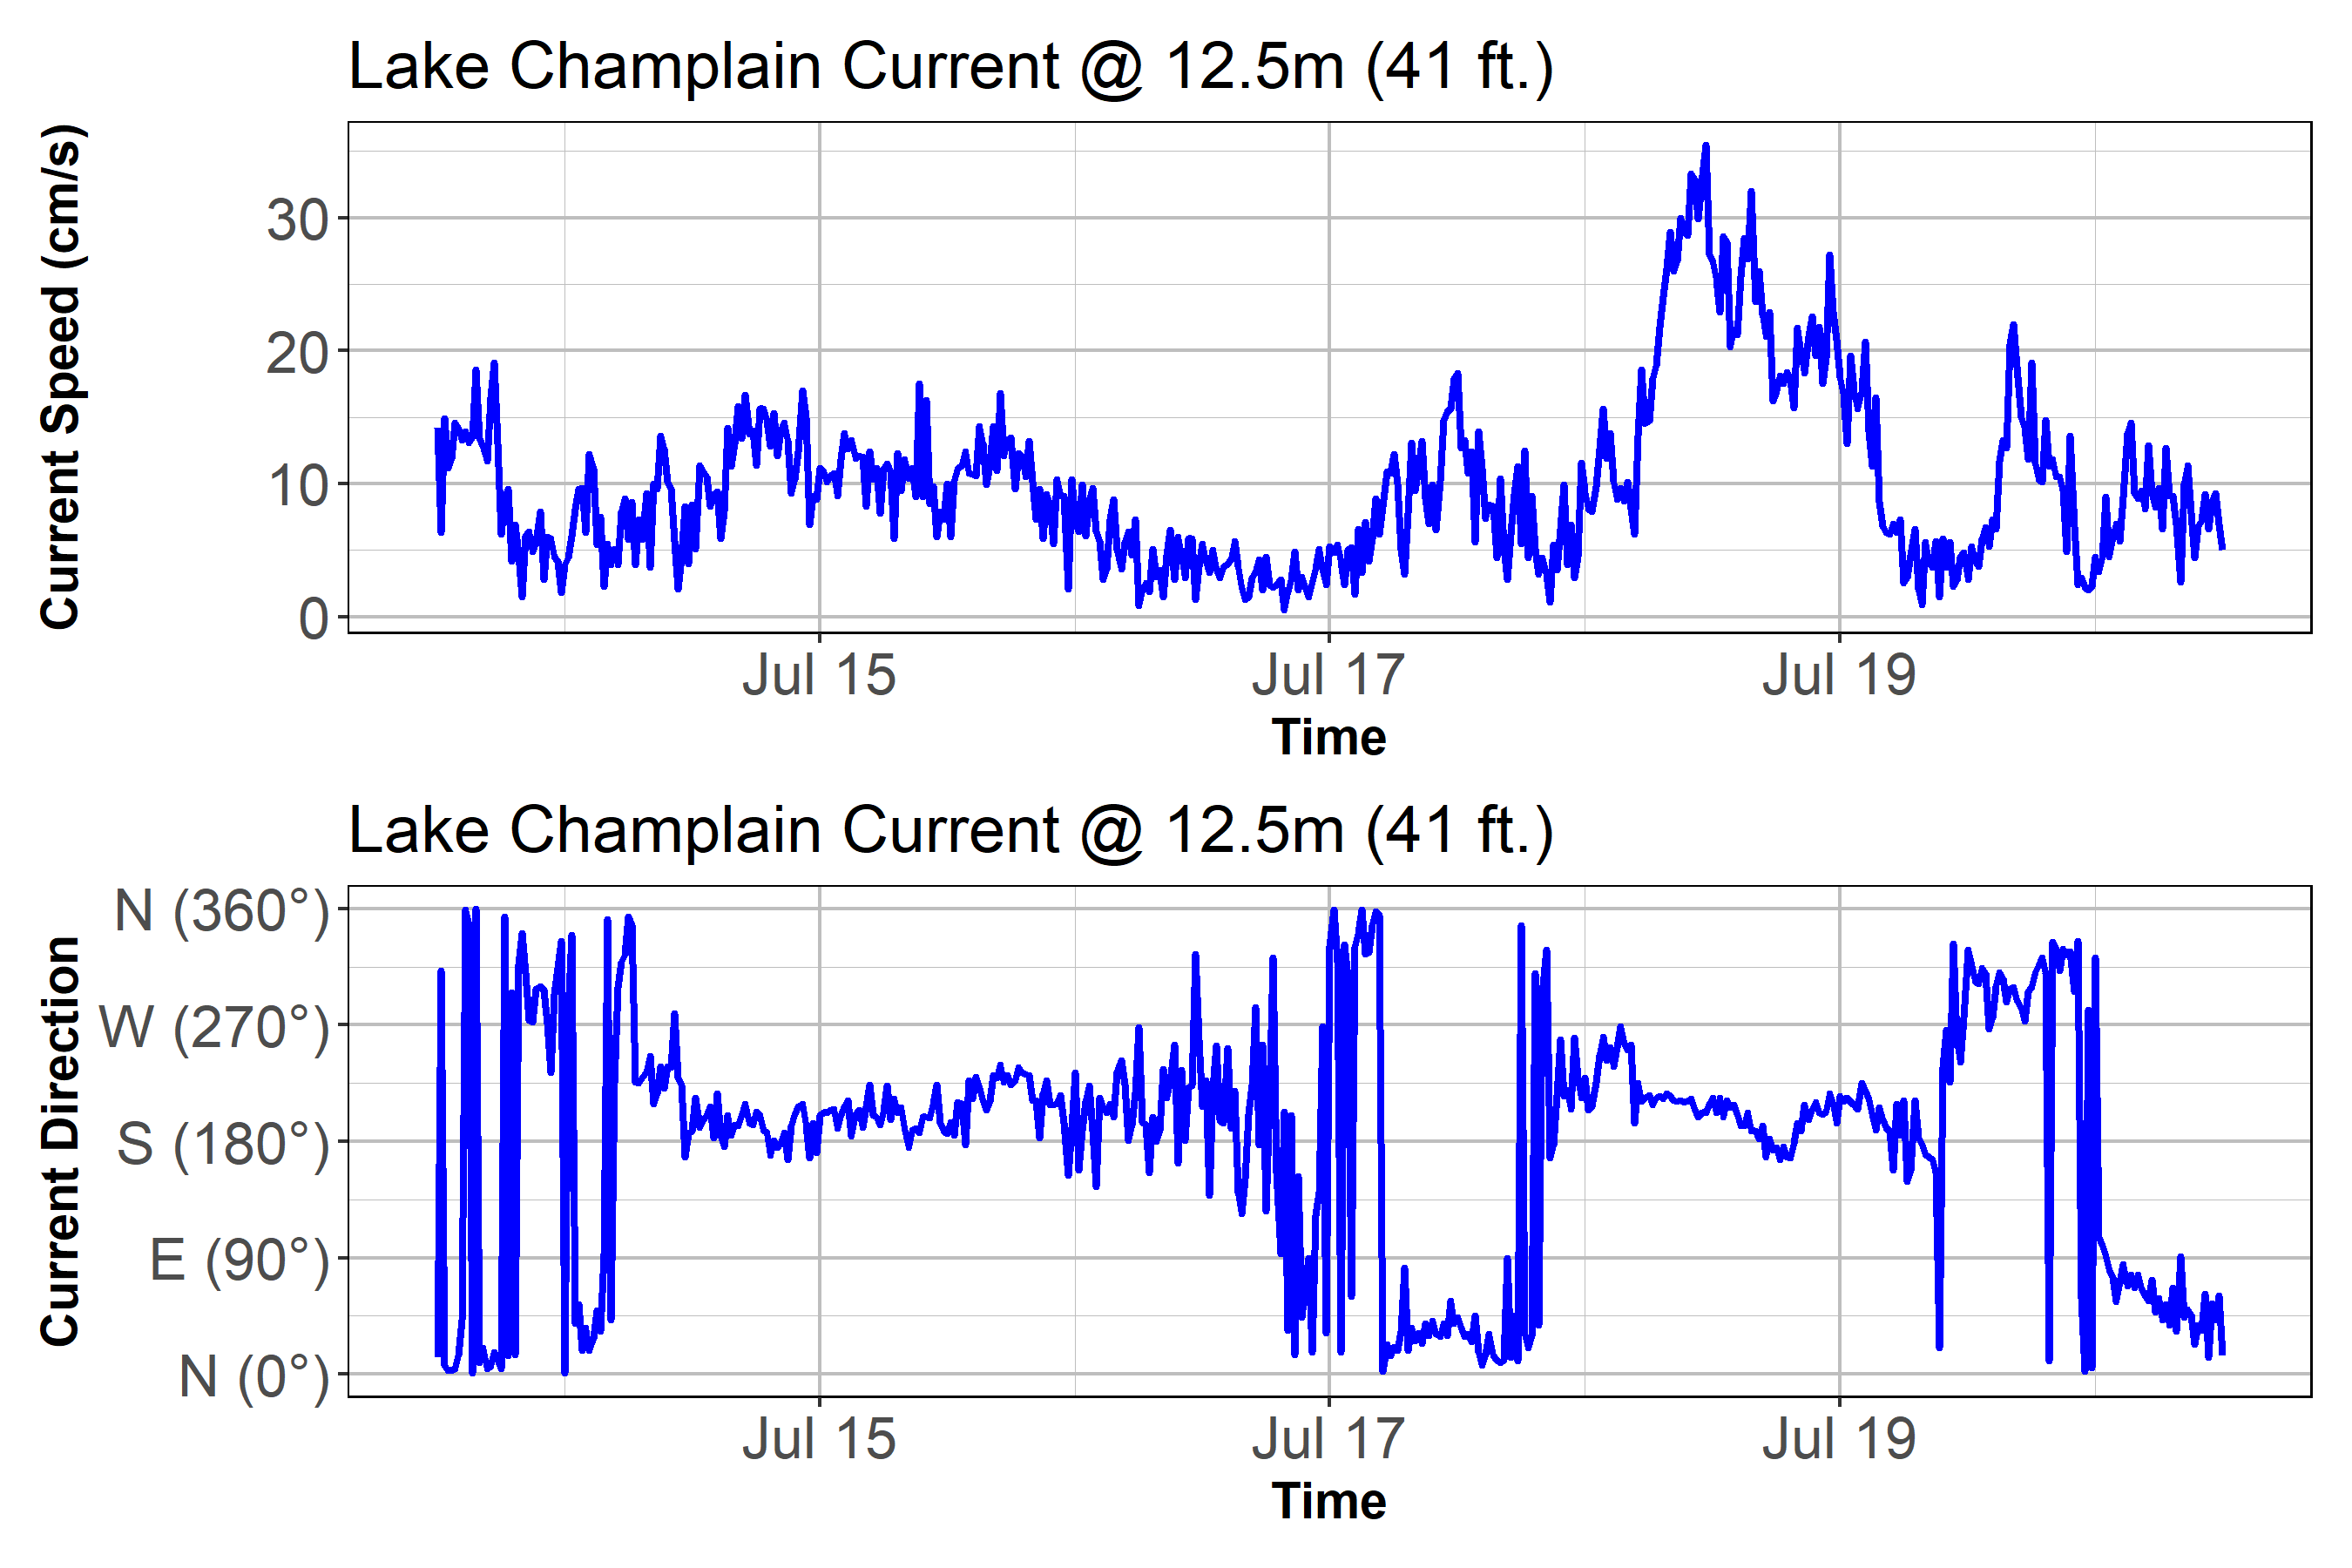 Lake Champlain Current @ 12.5m (41 ft.)
Current Speed (cm/s)
30
20
10
0
Jul 15 Jul 17 Jul 19
Time
Lake Champlain Current @ 12.5m (41 ft.)
Current Direction
N (360°)
W (270°)
S (180°)
E (90°)
N (0°)
Jul 15 Jul 17 Jul 19
Time